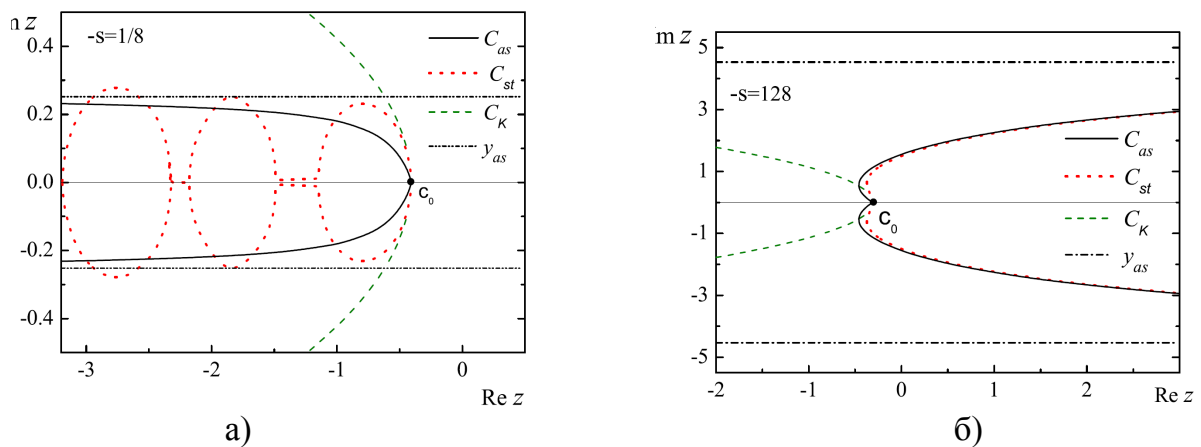 ı z
-s=1/8
C_as
C_st
C_K
y_as
0.4
0.2
0.0
-0.2
-0.4
C_0
-3 -2 -1 0
Re z
а)
m z
-s=128
C_as
C_st
C_K
y_as
5
3
1
-1
-3
-5
C_0
-2 -1 0 1 2
Re z
б)